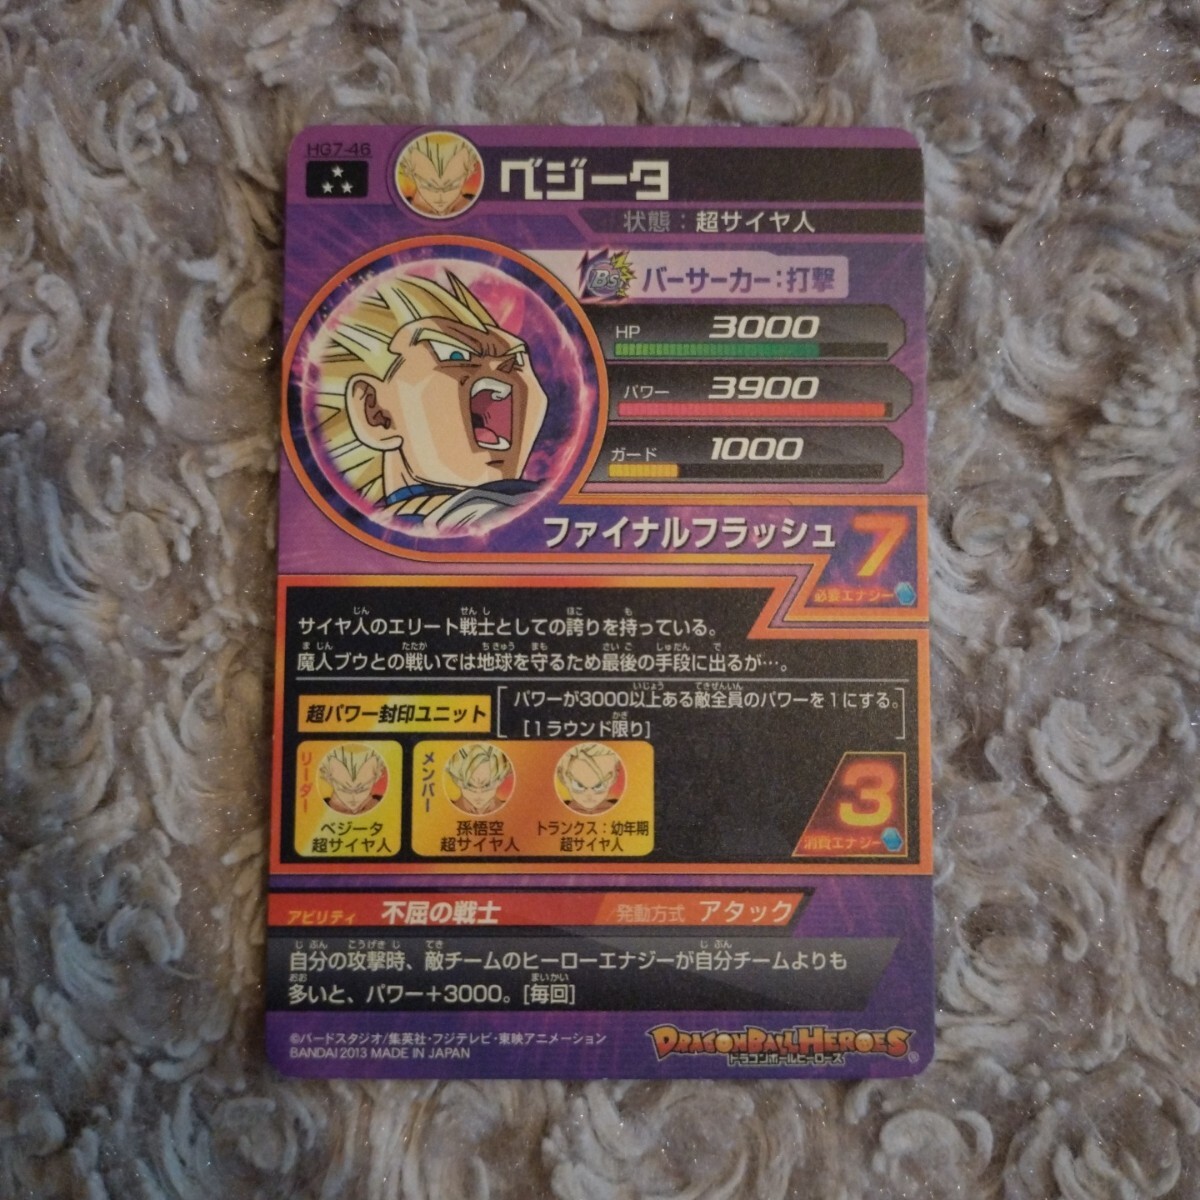 HG7-46
ベジータ
状態：超サイヤ人
Bs バーサーカー：打撃
HP 3000
パワー 3900
ガード 1000
ファイナルフラッシュ 7
必要エナジー
サイヤ人のエリート戦士としての誇りを持っている。
魔人ブウとの戦いでは地球を守るため最後の手段に出るが…。
超パワー封印ユニット
パワーが3000以上ある敵全員のパワーを1にする。
[1ラウンド限り]
リーダー
ベジータ
超サイヤ人
メンバー
孫悟空
超サイヤ人
トランクス：幼年期
超サイヤ人
3
消費エナジー
アビリティ 不屈の戦士 発動方式 アタック
自分の攻撃時、敵チームのヒーローエナジーが自分チームよりも
多いと、パワー+3000。[毎回]
©バードスタジオ/集英社・フジテレビ・東映アニメーション
BANDAI 2013 MADE IN JAPAN
DRAGONBALL HEROES
ドラゴンボールヒーローズ